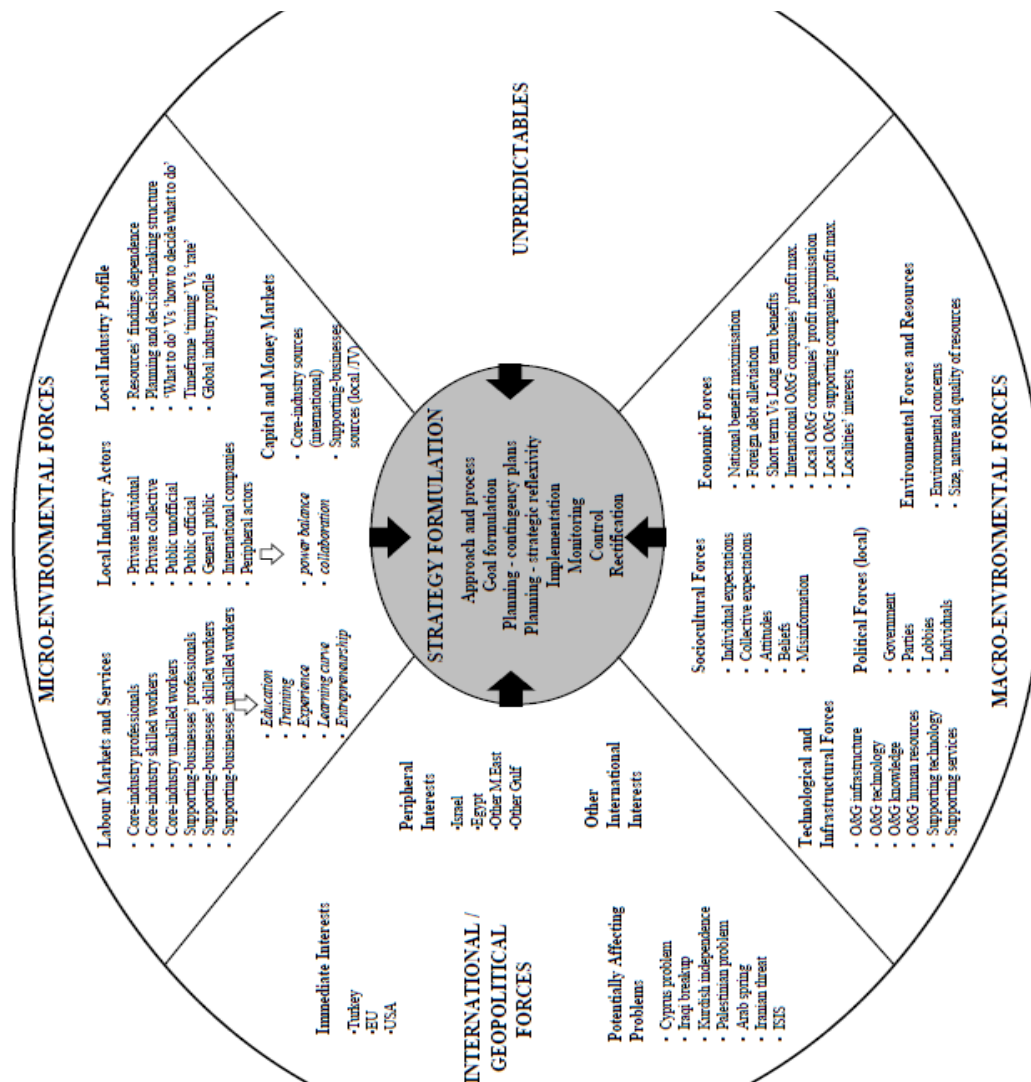 MICRO-ENVIRONMENTAL FORCES
Labour Markets and Services
• Core-industry professionals
• Core-industry skilled workers
• Core-industry unskilled workers
• Supporting-businesses' professionals
• Supporting-businesses' skilled workers
• Supporting-businesses' unskilled workers
• Education
• Training
• Experience
• Learning curve
• Entrepreneurship
Local Industry Actors
• Private individual
• Private collective
• Public unofficial
• Public official
• General public
• International companies
• Peripheral actors
• power balance
• collaboration
Local Industry Profile
• Resources' findings dependence
• Planning and decision-making structure
• 'What to do' Vs 'how to decide what to do'
• Timeframe 'timing' Vs 'rate'
• Global industry profile
Capital and Money Markets
• Core-industry sources
(international)
• Supporting-businesses
sources (local /JV)
INTERNATIONAL /
GEOPOLITICAL
FORCES
Immediate Interests
•Turkey
•EU
•USA
Peripheral
Interests
•Israel
•Egypt
•Other M.East
•Other Gulf
Potentially Affecting
Problems
• Cyprus problem
• Iraqi breakup
• Kurdish independence
• Palestinian problem
• Arab spring
• Iranian threat
• ISIS
Other
International
Interests
STRATEGY FORMULATION
Approach and process
Goal formulation
Planning - contingency plans
Planning - strategic reflexivity
Implementation
Monitoring
Control
Rectification
UNPREDICTABLES
Technological and
Infrastructural Forces
• O&G infrastructure
• O&G technology
• O&G knowledge
• O&G human resources
• Supporting technology
• Supporting services
Sociocultural Forces
• Individual expectations
• Collective expectations
• Attitudes
• Beliefs
• Misinformation
Political Forces (local)
• Government
• Parties
• Lobbies
• Individuals
Economic Forces
• National benefit maximisation
• Foreign debt alleviation
• Short term Vs Long term benefits
• International O&G companies' profit max.
• Local O&G companies' profit maximisation
• Local O&G supporting companies' profit max.
• Localities' interests
Environmental Forces and Resources
• Environmental concerns
• Size, nature and quality of resources
MACRO-ENVIRONMENTAL FORCES